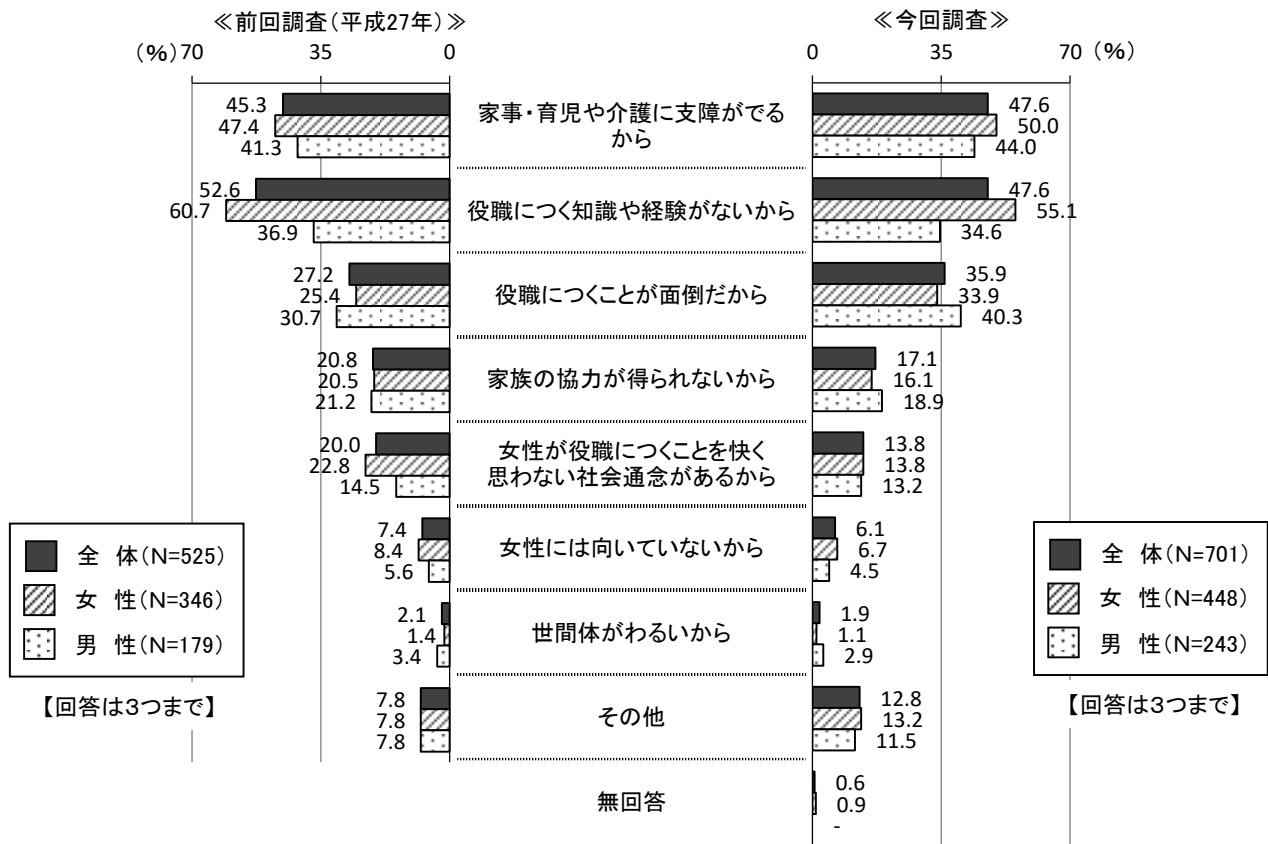 ≪前回調査(平成27年)≫
≪今回調査≫
(%) 70 35 0
0 35 70 (%)
45.3
47.4
41.3
家事・育児や介護に支障がでる
から
47.6
50.0
44.0
52.6
60.7
36.9
役職につく知識や経験がないから
47.6
55.1
34.6
27.2
25.4
30.7
役職につくことが面倒だから
35.9
33.9
40.3
20.8
20.5
21.2
家族の協力が得られないから
17.1
16.1
18.9
20.0
22.8
14.5
女性が役職につくことを快く
思わない社会通念があるから
13.8
13.8
13.2
7.4
8.4
5.6
女性には向いていないから
6.1
6.7
4.5
2.1
1.4
3.4
世間体がわるいから
1.9
1.1
2.9
7.8
7.8
7.8
その他
12.8
13.2
11.5
無回答
0.6
0.9
-
全 体(N=525)
女 性(N=346)
男 性(N=179)
【回答は3つまで】
全 体(N=701)
女 性(N=448)
男 性(N=243)
【回答は3つまで】